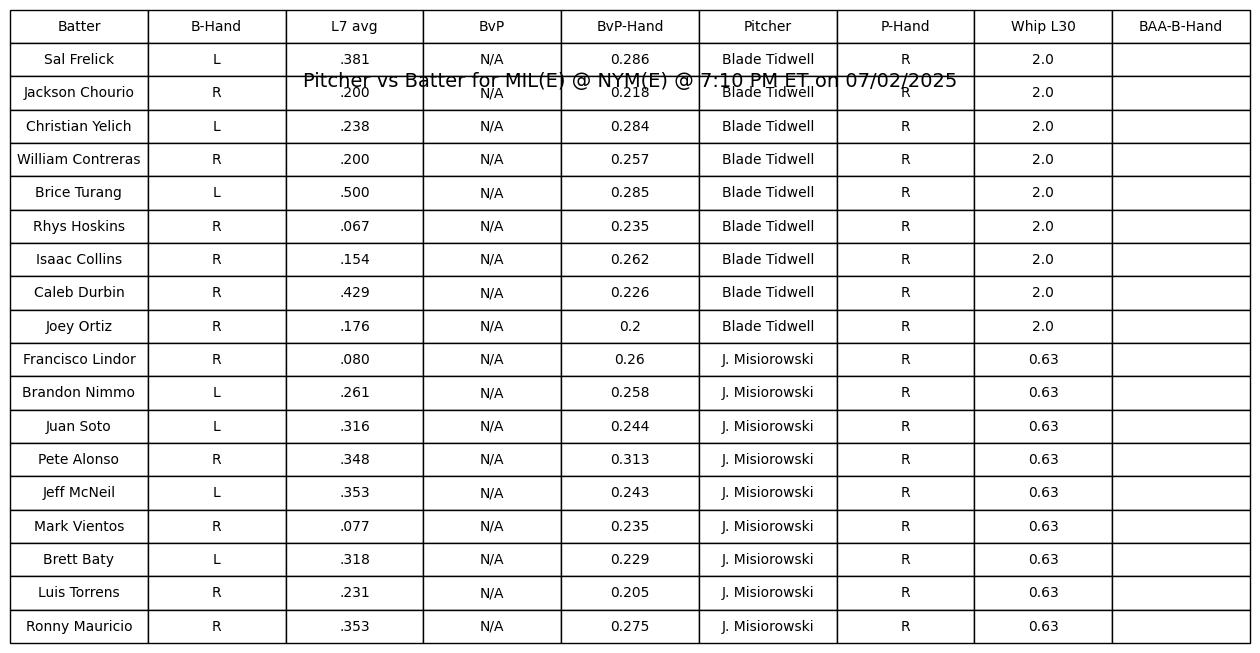 Batter B-Hand L7 avg BvP BvP-Hand Pitcher P-Hand Whip L30 BAA-B-Hand
Sal Frelick L .381 N/A 0.286 Blade Tidwell R 2.0
Pitcher vs Batter for MIL(E) @ NYM(E) @ 7:10 PM ET on 07/02/2025
Jackson Chourio R .200 N/A 0.218 Blade Tidwell R 2.0
Christian Yelich L .238 N/A 0.284 Blade Tidwell R 2.0
William Contreras R .200 N/A 0.257 Blade Tidwell R 2.0
Brice Turang L .500 N/A 0.285 Blade Tidwell R 2.0
Rhys Hoskins R .067 N/A 0.235 Blade Tidwell R 2.0
Isaac Collins R .154 N/A 0.262 Blade Tidwell R 2.0
Caleb Durbin R .429 N/A 0.226 Blade Tidwell R 2.0
Joey Ortiz R .176 N/A 0.2 Blade Tidwell R 2.0
Francisco Lindor R .080 N/A 0.26 J. Misiorowski R 0.63
Brandon Nimmo L .261 N/A 0.258 J. Misiorowski R 0.63
Juan Soto L .316 N/A 0.244 J. Misiorowski R 0.63
Pete Alonso R .348 N/A 0.313 J. Misiorowski R 0.63
Jeff McNeil L .353 N/A 0.243 J. Misiorowski R 0.63
Mark Vientos R .077 N/A 0.235 J. Misiorowski R 0.63
Brett Baty L .318 N/A 0.229 J. Misiorowski R 0.63
Luis Torrens R .231 N/A 0.205 J. Misiorowski R 0.63
Ronny Mauricio R .353 N/A 0.275 J. Misiorowski R 0.63